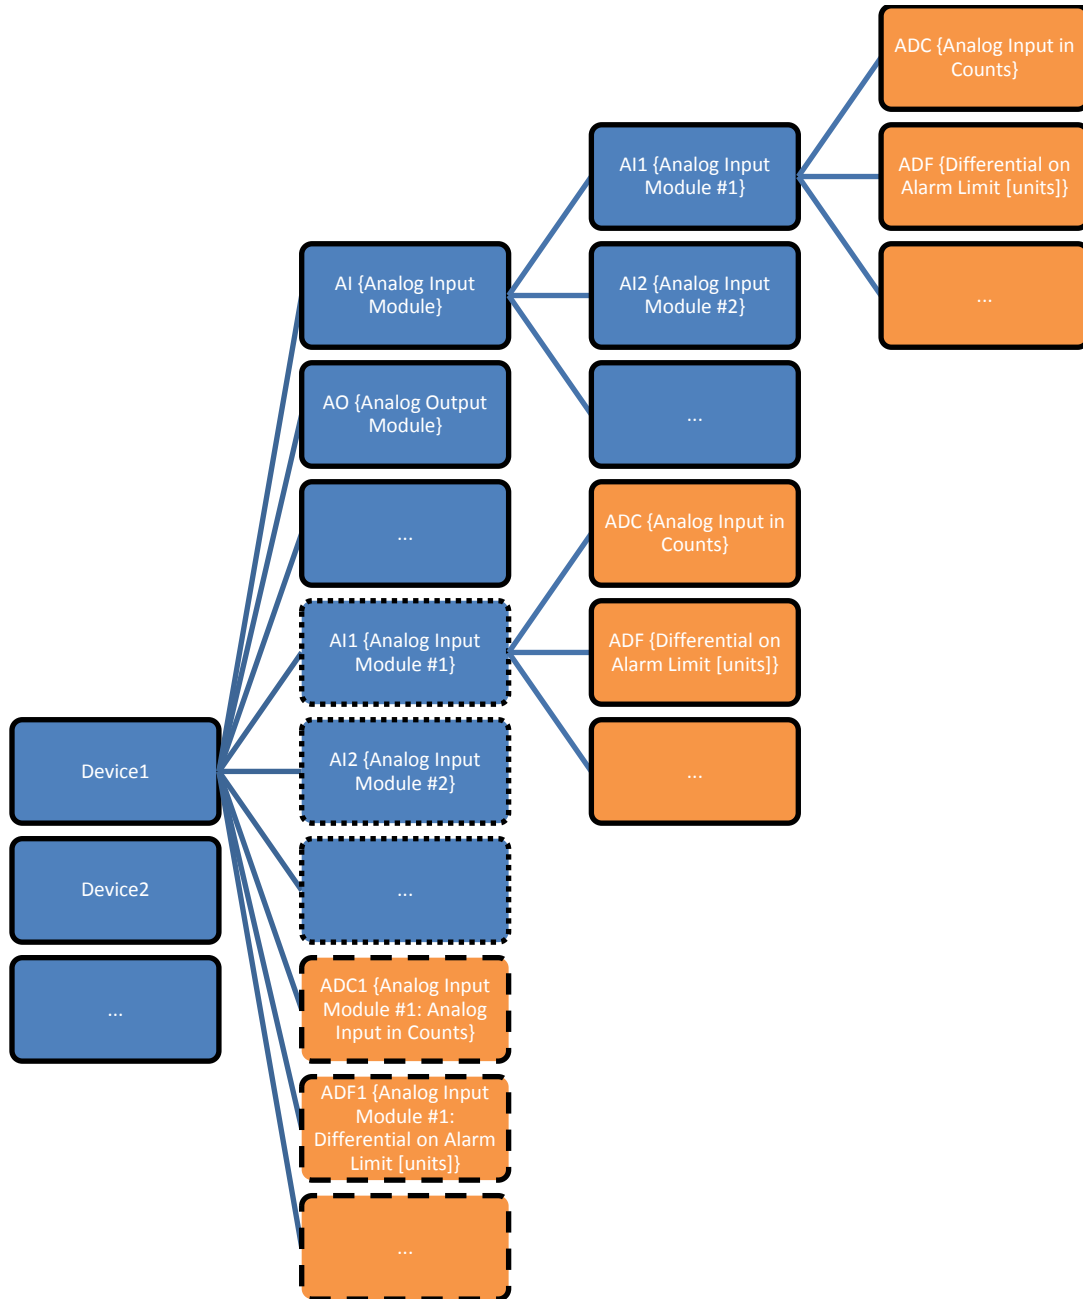 ADC {Analog Input in
Counts}
AI1 {Analog Input
Module #1}
ADF {Differential on
Alarm Limit [units]}
AI {Analog Input
Module}
AI2 {Analog Input
Module #2}
...
AO {Analog Output
Module}
...
...
ADC {Analog Input in
Counts}
AI1 {Analog Input
Module #1}
ADF {Differential on
Alarm Limit [units]}
Device1
AI2 {Analog Input
Module #2}
...
Device2
...
...
ADC1 {Analog Input
Module #1: Analog
Input in Counts}
ADF1 {Analog Input
Module #1:
Differential on Alarm
Limit [units]}
...